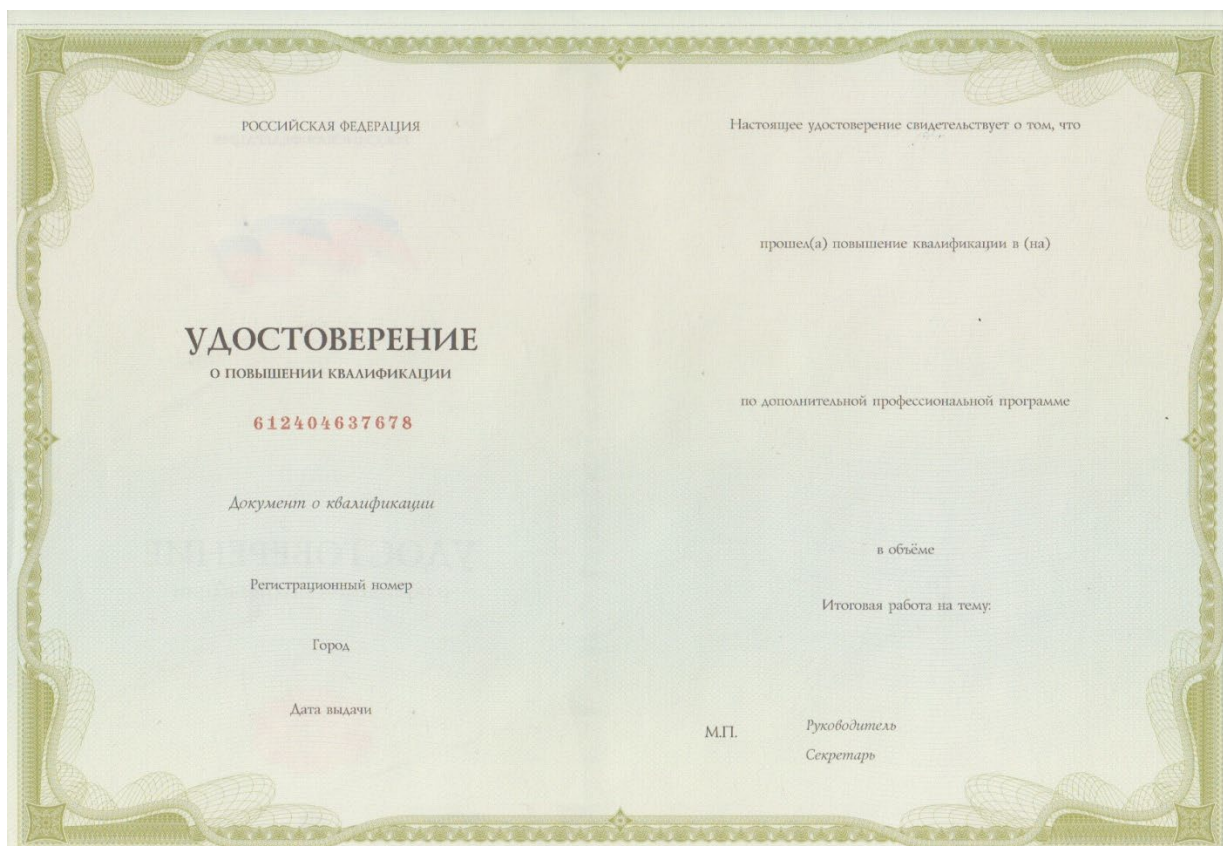 РОССИЙСКАЯ ФЕДЕРАЦИЯ
УДОСТОВЕРЕНИЕ
О ПОВЫШЕНИИ КВАЛИФИКАЦИИ
612404637678
Документ о квалификации
Регистрационный номер
Город
Дата выдачи
Настоящее удостоверение свидетельствует о том, что
прошел(а) повышение квалификации в (на)
по дополнительной профессиональной программе
в объёме
Итоговая работа на тему:
М.П.
Руководитель
Секретарь